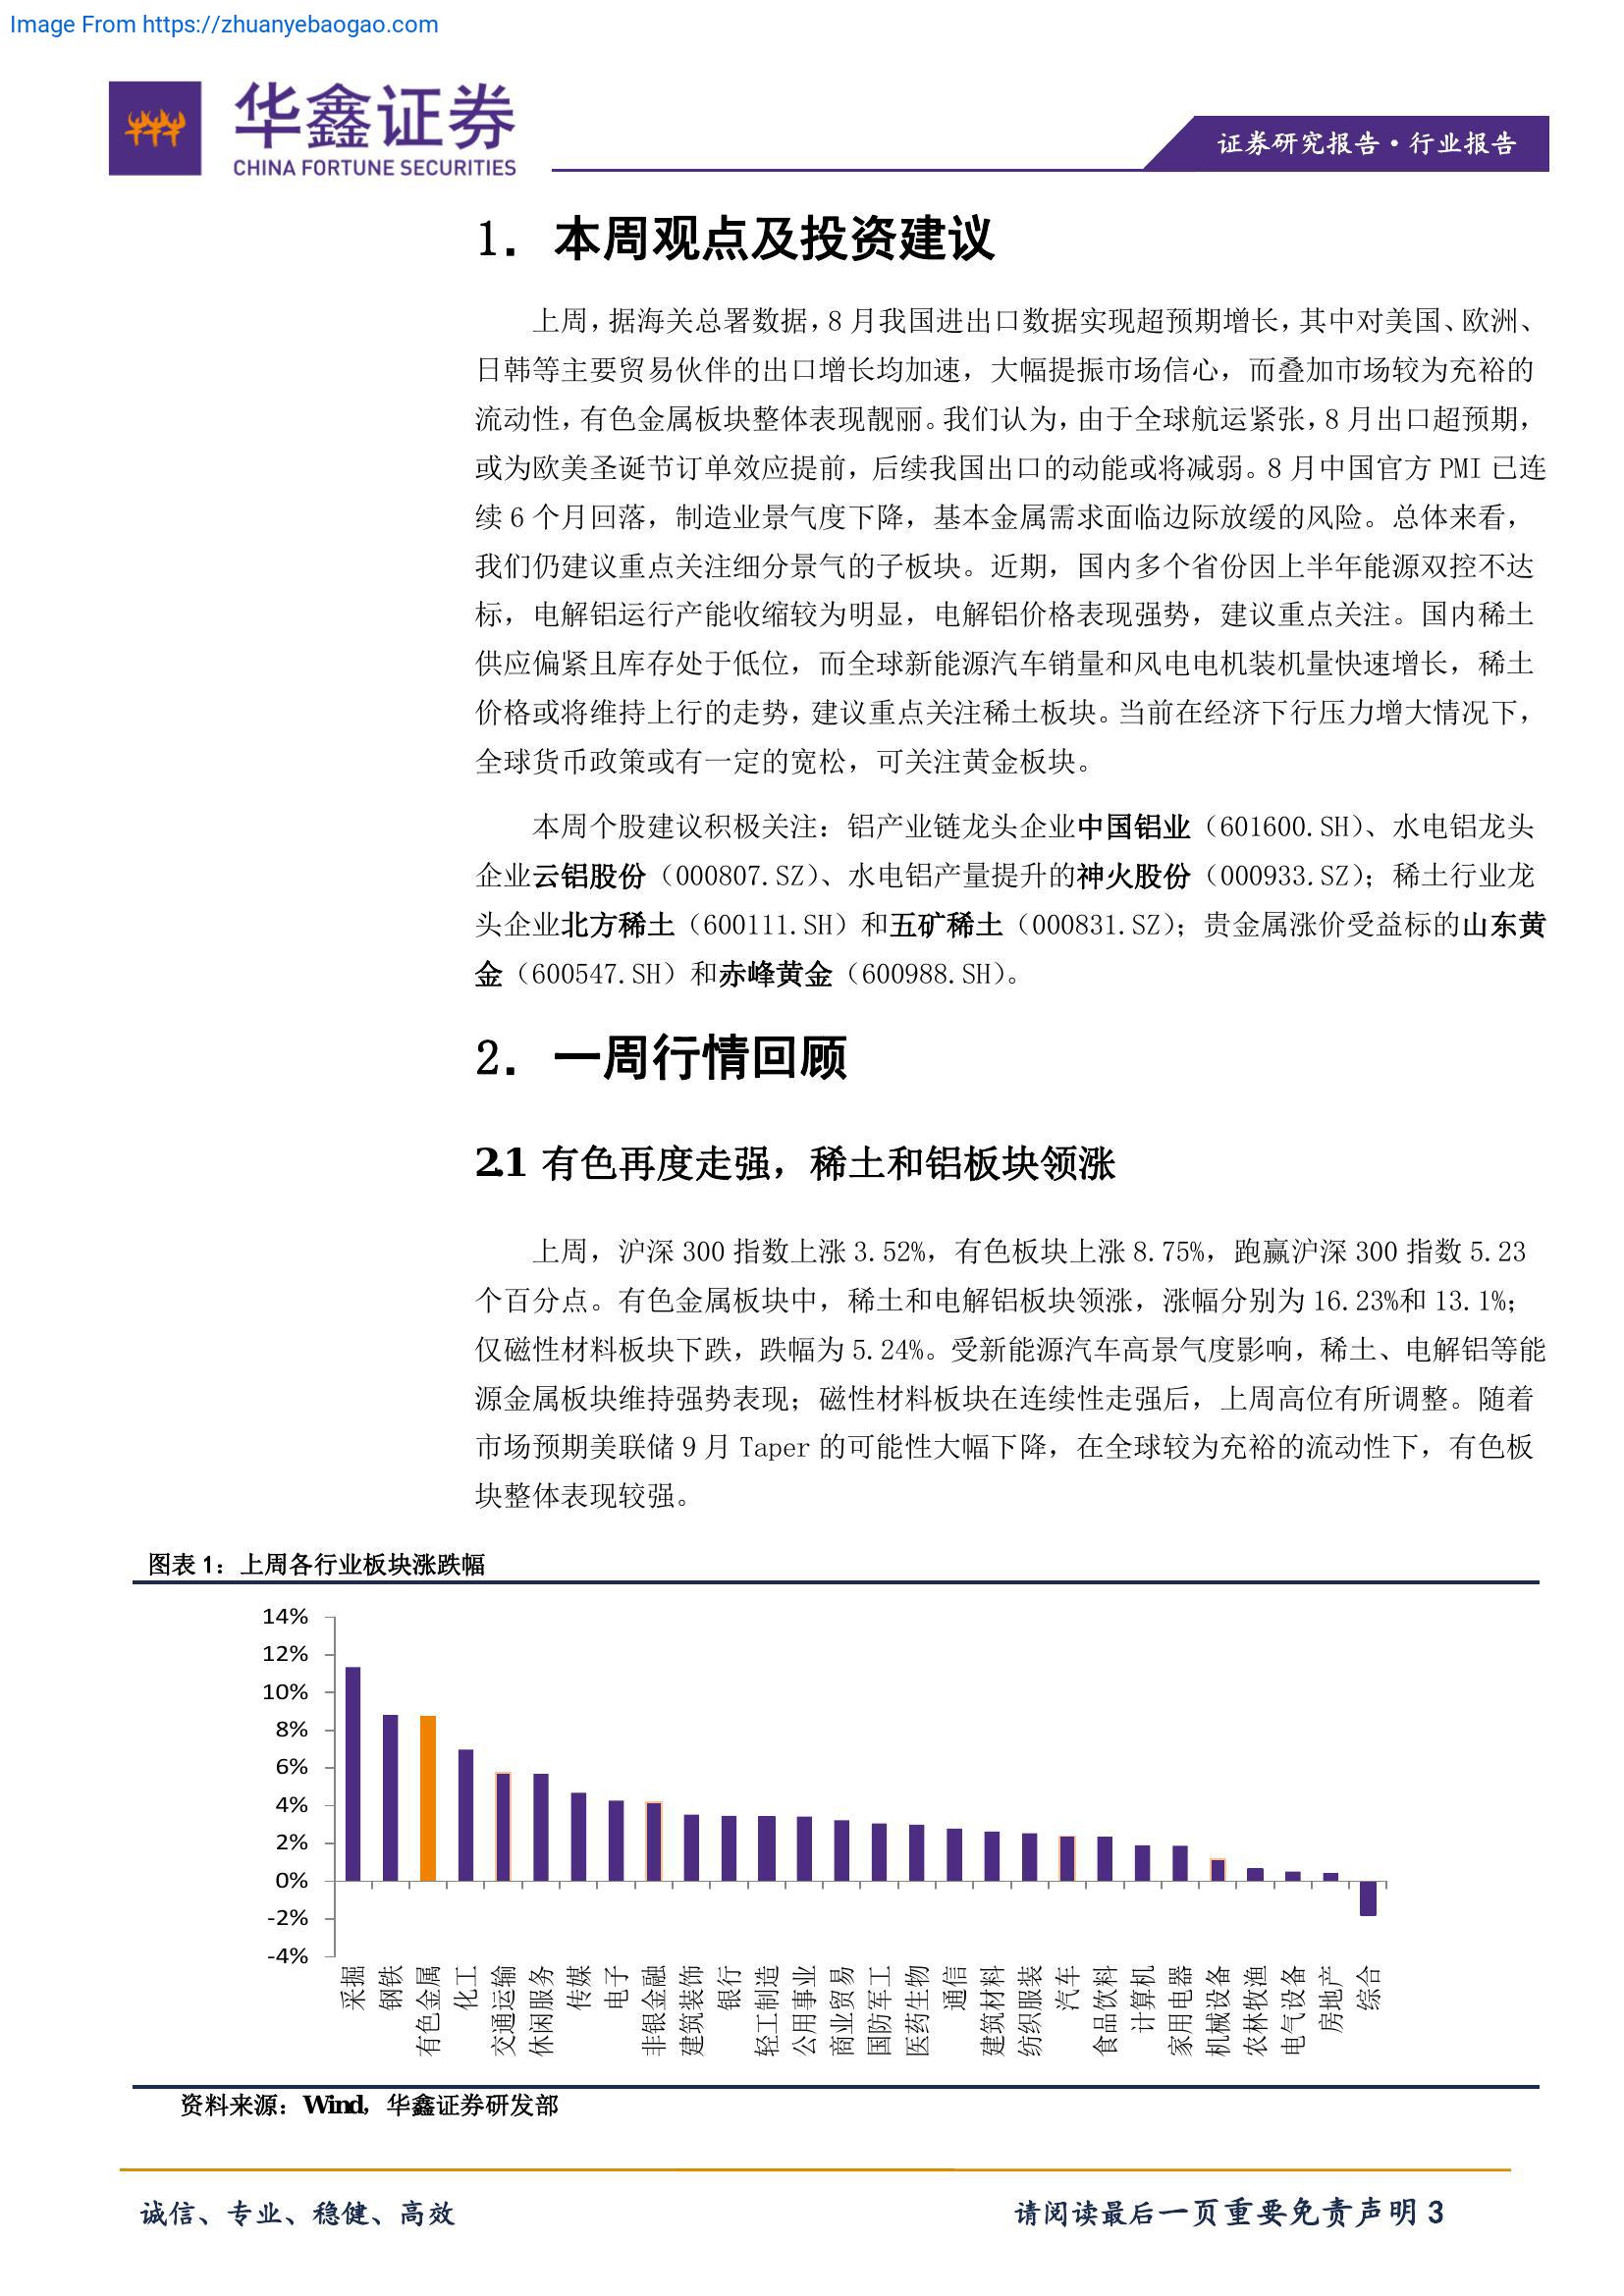 Image From https://zhuanyebaogao.com
华鑫证券
CHINA FORTUNE SECURITIES
证券研究报告·行业报告
1. 本周观点及投资建议
上周，据海关总署数据，8 月我国进出口数据实现超预期增长，其中对美国、欧洲、
日韩等主要贸易伙伴的出口增长均加速，大幅提振市场信心，而叠加市场较为充裕的
流动性，有色金属板块整体表现靓丽。我们认为，由于全球航运紧张，8 月出口超预期，
或为欧美圣诞节订单效应提前，后续我国出口的动能或将减弱。8 月中国官方 PMI 已连
续 6 个月回落，制造业景气度下降，基本金属需求面临边际放缓的风险。总体来看，
我们仍建议重点关注细分景气的子板块。近期，国内多个省份因上半年能源双控不达
标，电解铝运行产能收缩较为明显，电解铝价格表现强势，建议重点关注。国内稀土
供应偏紧且库存处于低位，而全球新能源汽车销量和风电电机装机量快速增长，稀土
价格或将维持上行的走势，建议重点关注稀土板块。当前在经济下行压力增大情况下，
全球货币政策或有一定的宽松，可关注黄金板块。
本周个股建议积极关注：铝产业链龙头企业中国铝业（601600.SH）、水电铝龙头
企业云铝股份（000807.SZ）、水电铝产量提升的神火股份（000933.SZ）；稀土行业龙
头企业北方稀土（600111.SH）和五矿稀土（000831.SZ）；贵金属涨价受益标的山东黄
金（600547.SH）和赤峰黄金（600988.SH）。
2. 一周行情回顾
2.1 有色再度走强，稀土和铝板块领涨
上周，沪深 300 指数上涨 3.52%，有色板块上涨 8.75%，跑赢沪深 300 指数 5.23
个百分点。有色金属板块中，稀土和电解铝板块领涨，涨幅分别为 16.23%和 13.1%；
仅磁性材料板块下跌，跌幅为 5.24%。受新能源汽车高景气度影响，稀土、电解铝等能
源金属板块维持强势表现；磁性材料板块在连续性走强后，上周高位有所调整。随着
市场预期美联储 9 月 Taper 的可能性大幅下降，在全球较为充裕的流动性下，有色板
块整体表现较强。
图表 1：上周各行业板块涨跌幅
14%
12%
10%
8%
6%
4%
2%
0%
-2%
-4%
采掘
钢铁
有色金属
化工
交通运输
休闲服务
传媒
电子
非银金融
建筑装饰
银行
轻工制造
公用事业
商业贸易
国防军工
医药生物
通信
建筑材料
纺织服装
汽车
食品饮料
计算机
家用电器
机械设备
农林牧渔
电气设备
房地产
综合
资料来源：Wind，华鑫证券研发部
诚信、专业、稳健、高效
请阅读最后一页重要免责声明 3